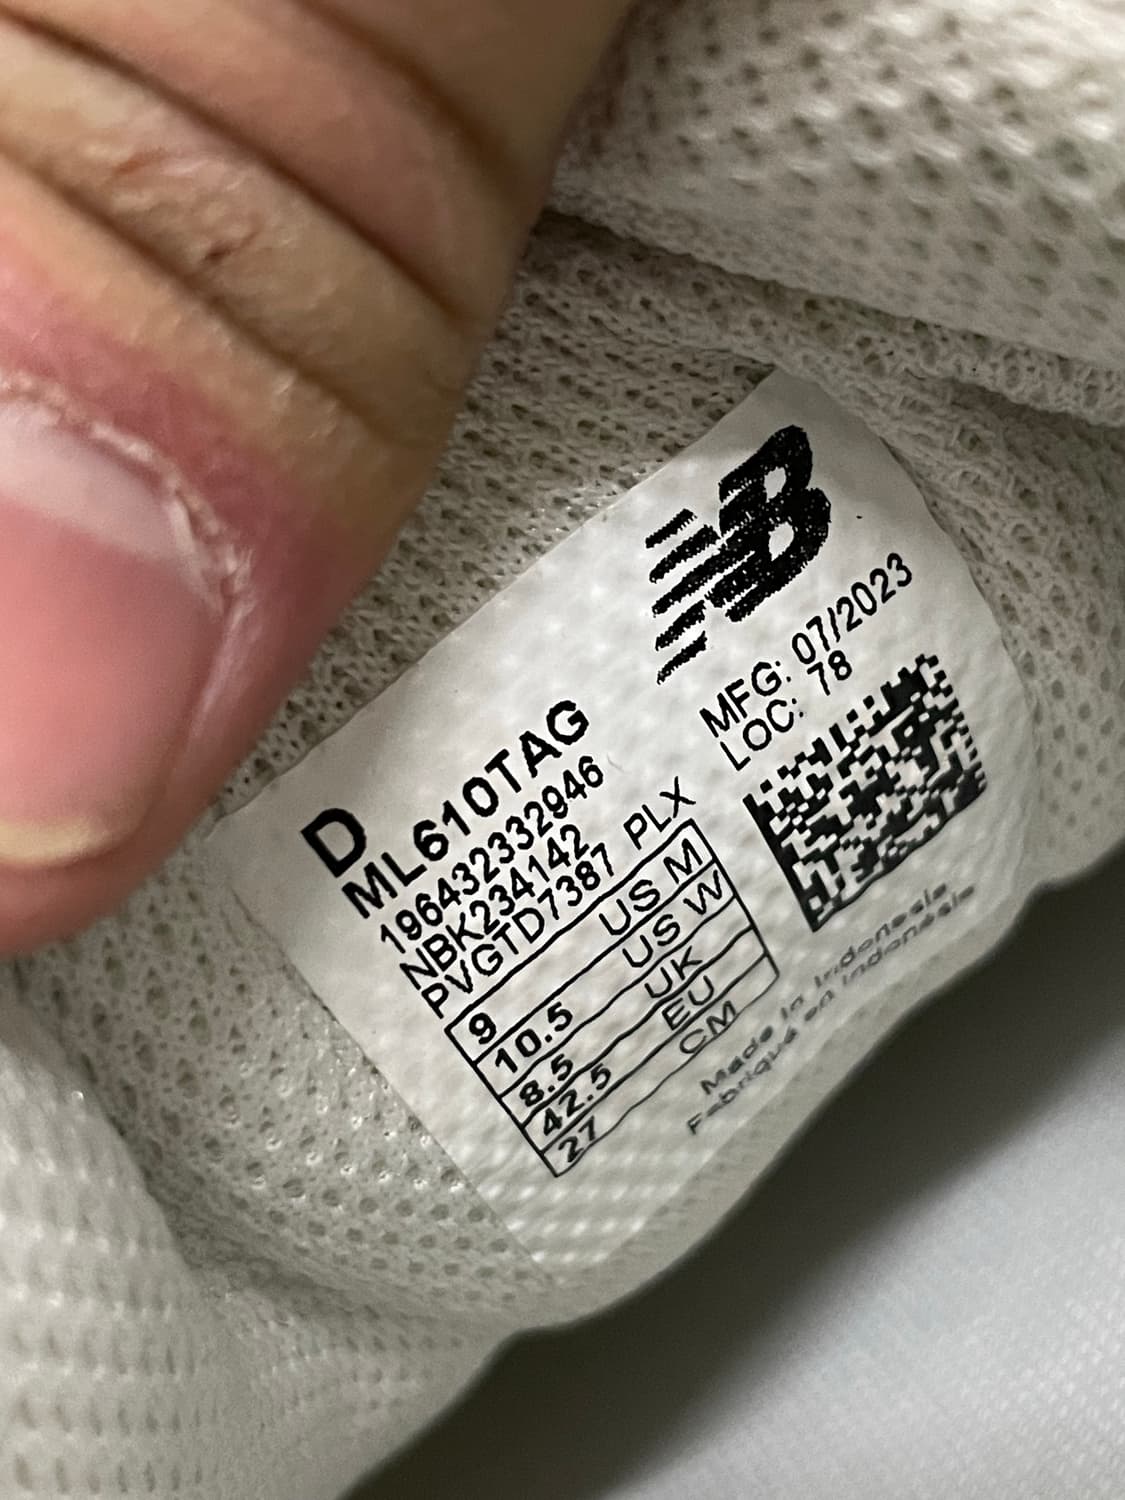 NB
MFG: 07/2023
LOC: 78
D
ML610TAG
196432332946
NBK234142
PVGTD7387 PLX
9 US M
10.5 US W
8.5 UK
42.5 EU
27 CM
Made in Indonesia
Fabriqué en Indonésie